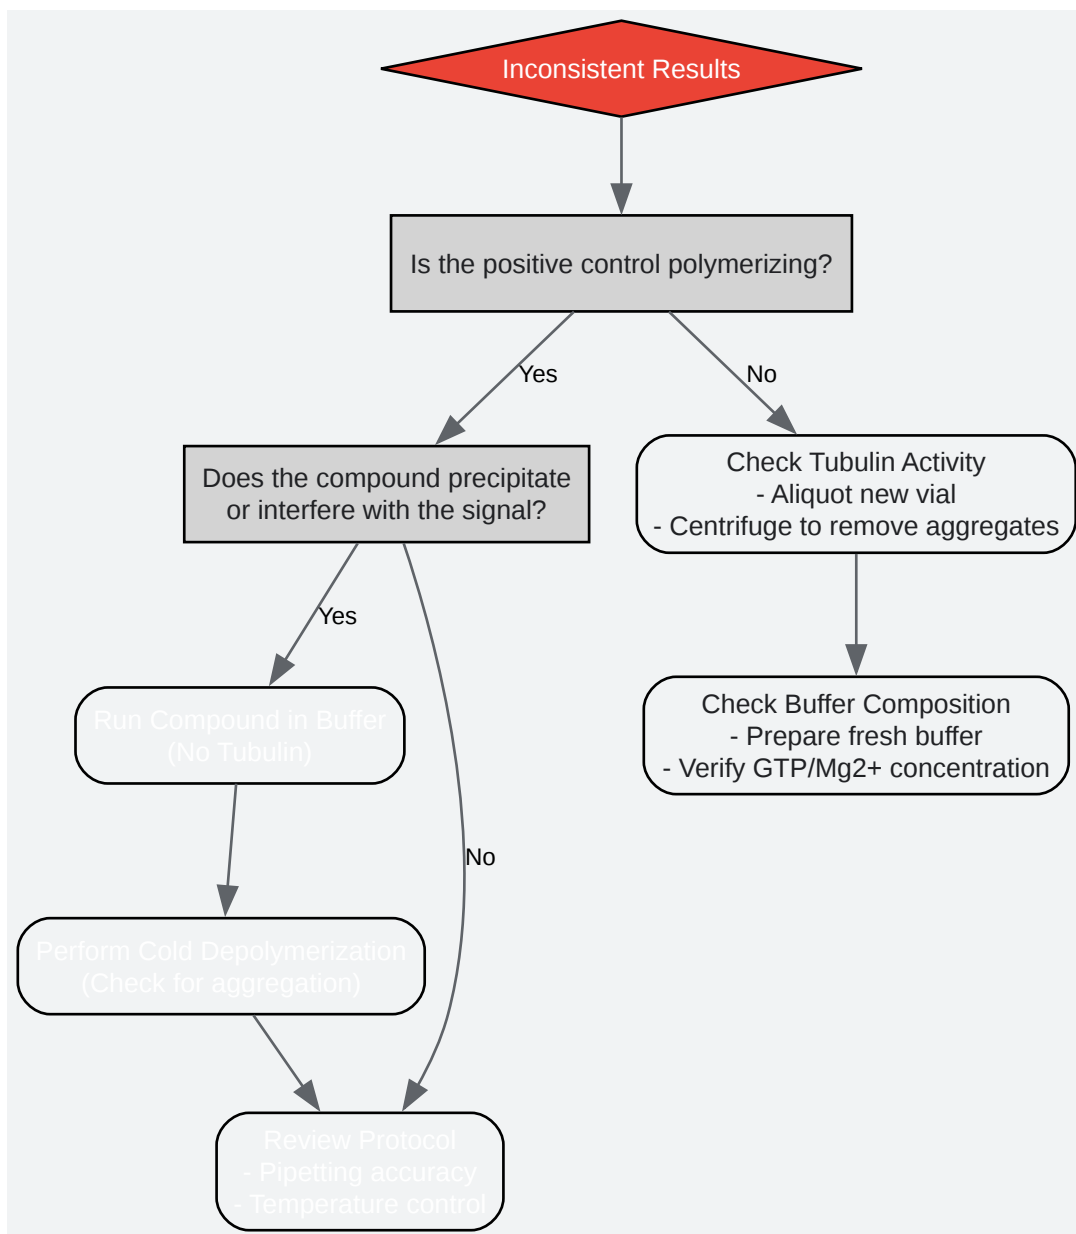 Inconsistent Results
Is the positive control polymerizing?
Yes
No
Does the compound precipitate
or interfere with the signal?
Check Tubulin Activity
- Aliquot new vial
- Centrifuge to remove aggregates
Yes
Run Compound in Buffer
(No Tubulin)
Check Buffer Composition
- Prepare fresh buffer
- Verify GTP/Mg2+ concentration
No
Perform Cold Depolymerization
(Check for aggregation)
Review Protocol
- Pipetting accuracy
- Temperature control